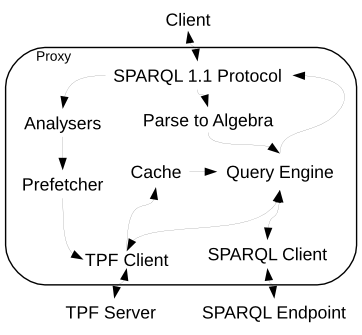 Client
Proxy
SPARQL 1.1 Protocol
Analysers
Parse to Algebra
Cache
Query Engine
Prefetcher
TPF Client
SPARQL Client
TPF Server
SPARQL Endpoint